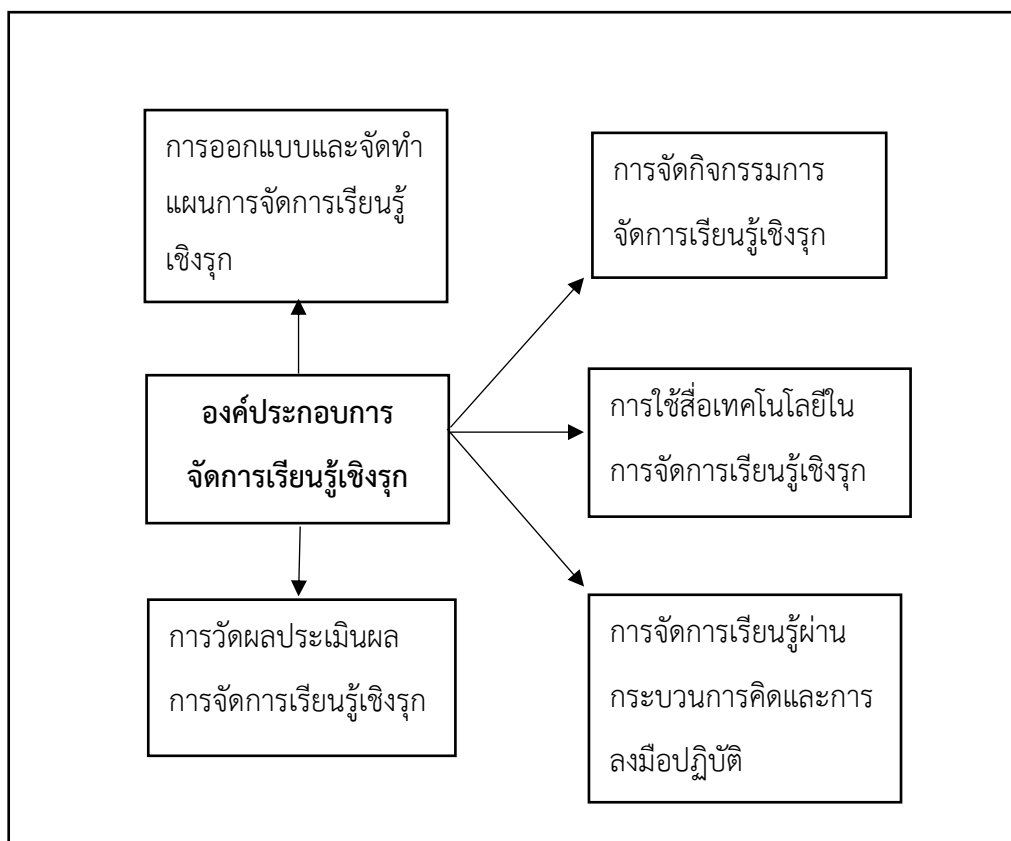 การออกแบบและจัดทำ
แผนการจัดการเรียนรู้
เชิงรุก
การจัดกิจกรรมการ
จัดการเรียนรู้เชิงรุก
องค์ประกอบการ
จัดการเรียนรู้เชิงรุก
การใช้สื่อเทคโนโลยีใน
การจัดการเรียนรู้เชิงรุก
การวัดผลประเมินผล
การจัดการเรียนรู้เชิงรุก
การจัดการเรียนรู้ผ่าน
กระบวนการคิดและการ
ลงมือปฏิบัติ